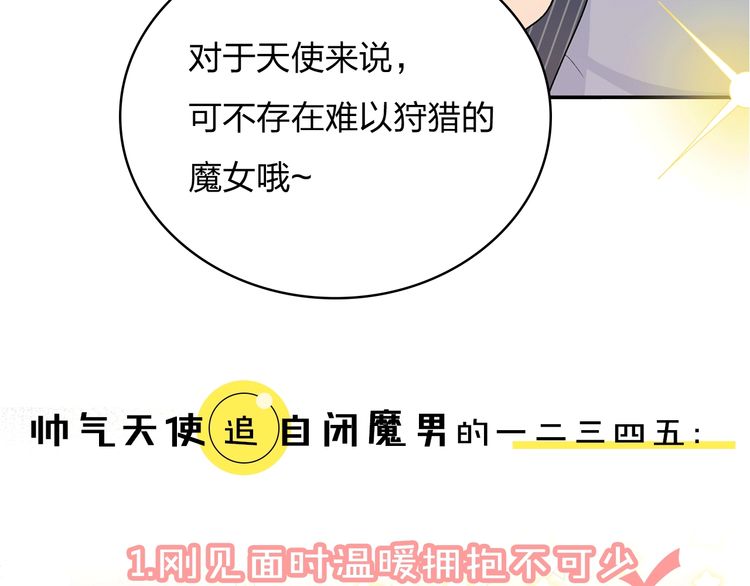 对于天使来说，
可不存在难以狩猎的
魔女哦~
帅气天使追自闭魔男的一二三四五：
1.刚见面时温暖拥抱不可少